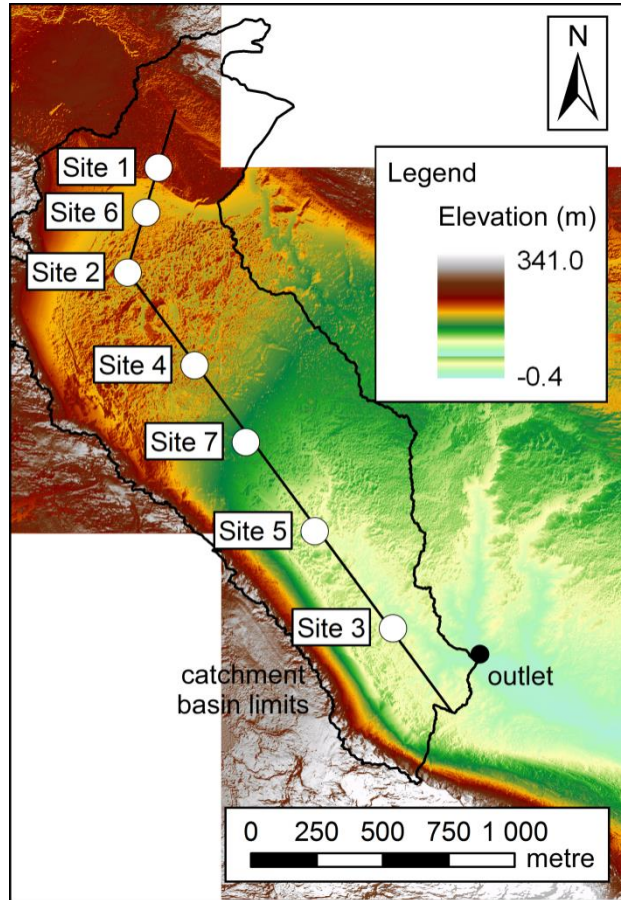 N
Site 1
Legend
Elevation (m)
341.0
-0.4
Site 6
Site 2
Site 4
Site 7
Site 5
Site 3
outlet
catchment
basin limits
0 250 500 750 1 000
metre